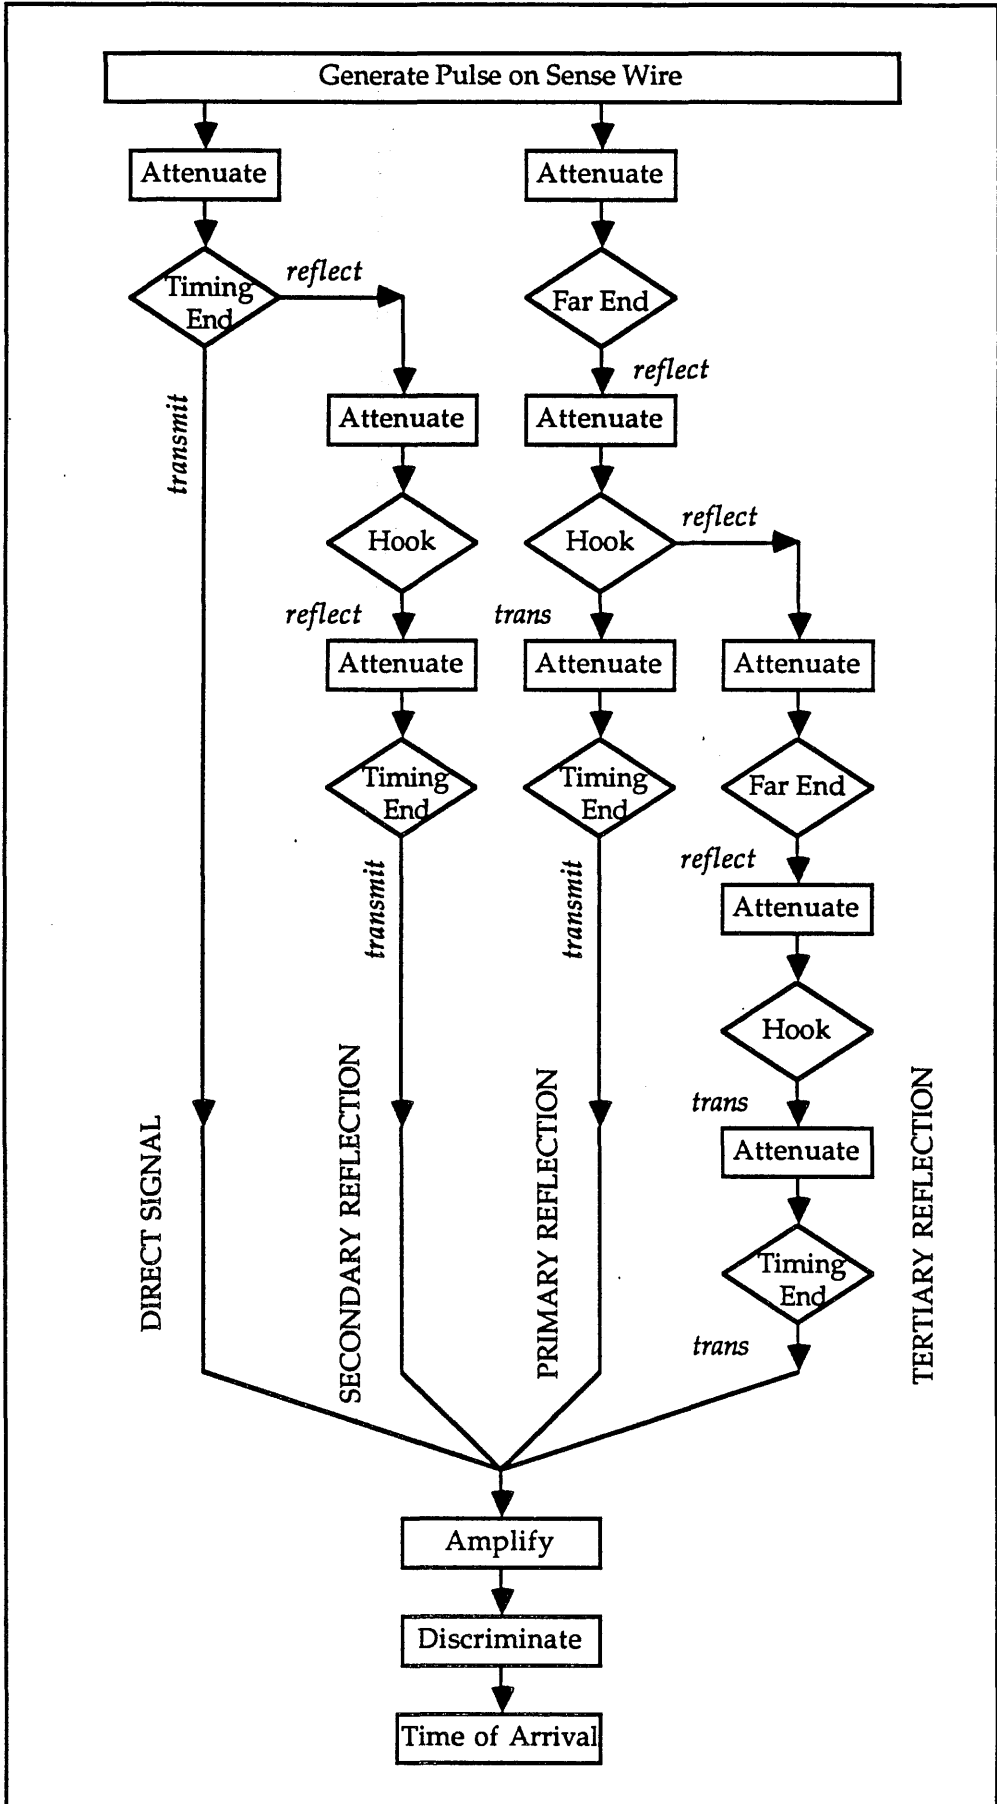 Generate Pulse on Sense Wire
Attenuate
Attenuate
Timing
End
reflect
Far End
reflect
transmit
Attenuate
Attenuate
Hook
Hook
reflect
reflect
trans
Attenuate
Attenuate
Attenuate
Timing
End
Timing
End
Far End
transmit
transmit
reflect
Attenuate
Hook
trans
Attenuate
Timing
End
trans
DIRECT SIGNAL
SECONDARY REFLECTION
PRIMARY REFLECTION
TERTIARY REFLECTION
Amplify
Discriminate
Time of Arrival